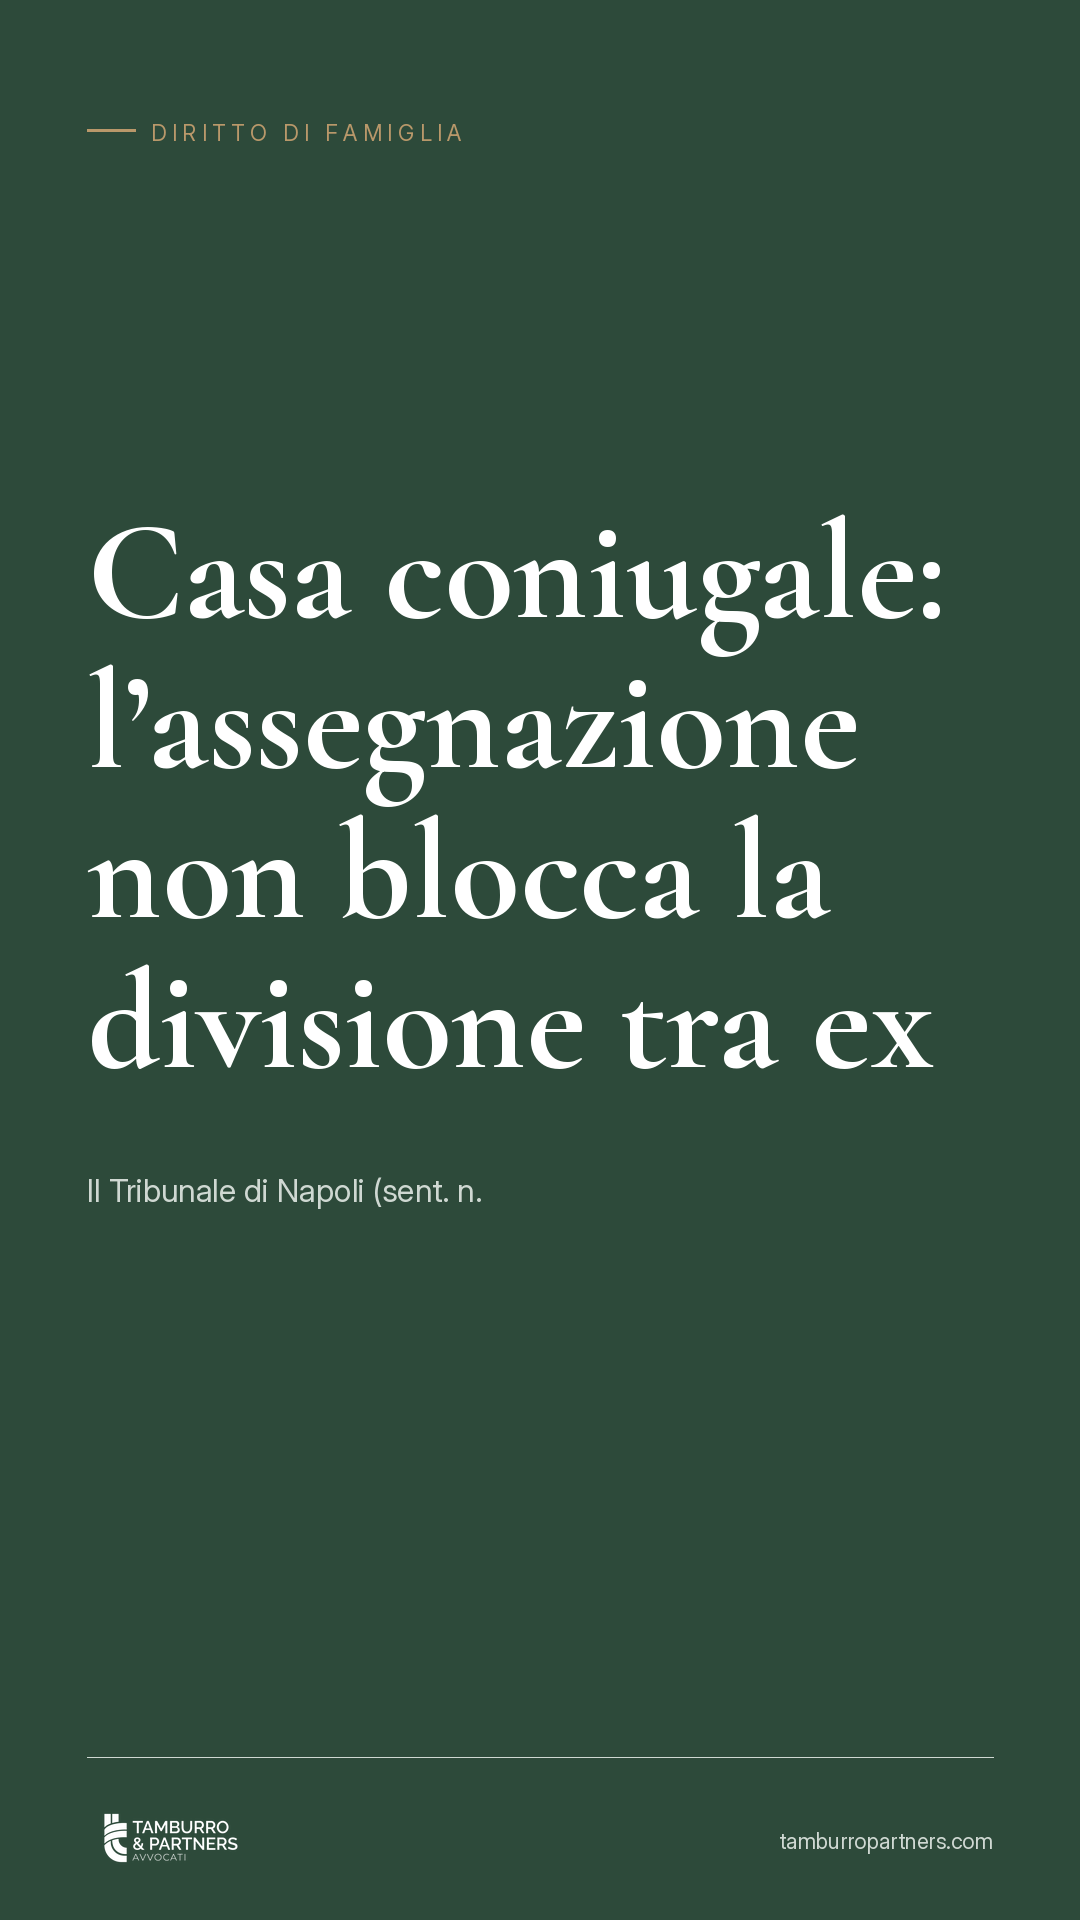 DIRITTO DI FAMIGLIA
Casa coniugale:
l’assegnazione
non blocca la
divisione tra ex
Il Tribunale di Napoli (sent. n.
TAMBURRO
& PARTNERS
AVVOCATI
tamburropartners.com